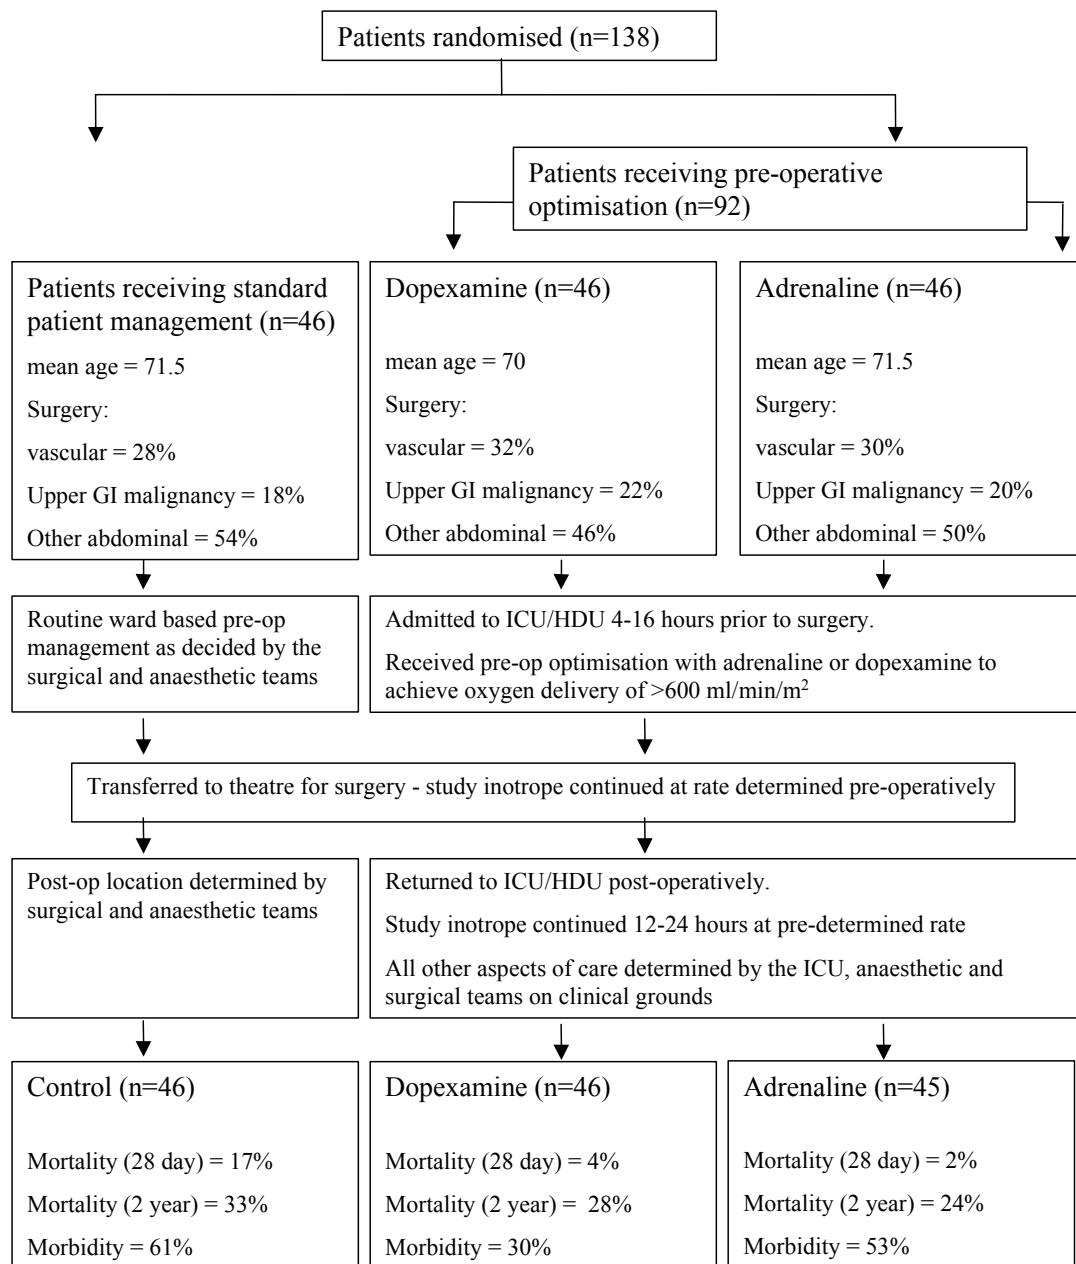 Patients randomised (n=138)
Patients receiving pre-operative
optimisation (n=92)
Patients receiving standard
patient management (n=46)
mean age = 71.5
Surgery:
vascular = 28%
Upper GI malignancy = 18%
Other abdominal = 54%
Dopexamine (n=46)
mean age = 70
Surgery:
vascular = 32%
Upper GI malignancy = 22%
Other abdominal = 46%
Adrenaline (n=46)
mean age = 71.5
Surgery:
vascular = 30%
Upper GI malignancy = 20%
Other abdominal = 50%
Routine ward based pre-op
management as decided by the
surgical and anaesthetic teams
Admitted to ICU/HDU 4-16 hours prior to surgery.
Received pre-op optimisation with adrenaline or dopexamine to
achieve oxygen delivery of >600 ml/min/m²
Transferred to theatre for surgery - study inotrope continued at rate determined pre-operatively
Post-op location determined by
surgical and anaesthetic teams
Returned to ICU/HDU post-operatively.
Study inotrope continued 12-24 hours at pre-determined rate
All other aspects of care determined by the ICU, anaesthetic and
surgical teams on clinical grounds
Control (n=46)
Mortality (28 day) = 17%
Mortality (2 year) = 33%
Morbidity = 61%
Dopexamine (n=46)
Mortality (28 day) = 4%
Mortality (2 year) = 28%
Morbidity = 30%
Adrenaline (n=45)
Mortality (28 day) = 2%
Mortality (2 year) = 24%
Morbidity = 53%